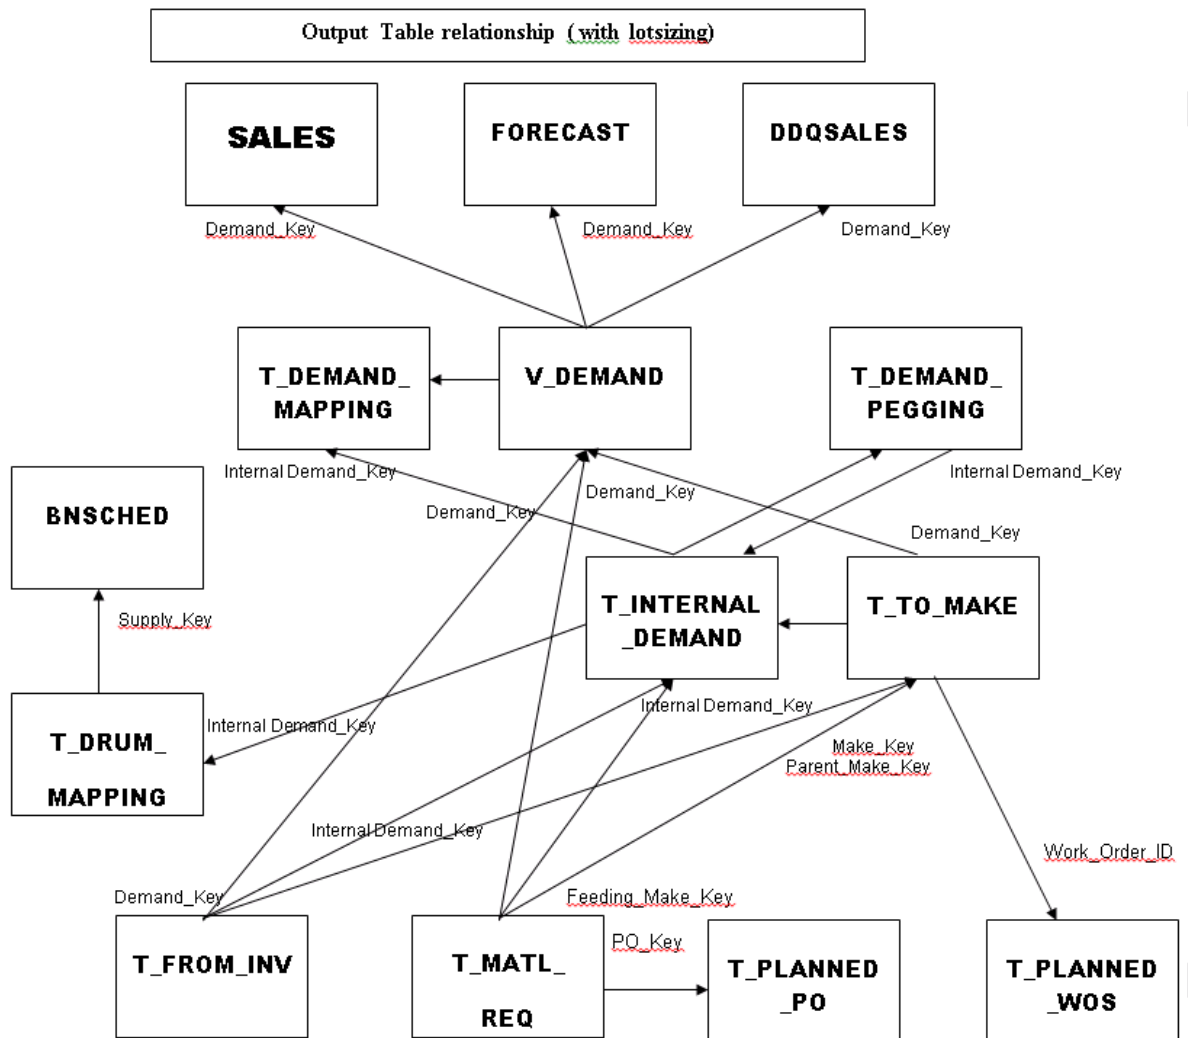 Output Table relationship (with lotsizing)
SALES
FORECAST
DDQSALES
Demand_Key
Demand_Key
Demand_Key
T_DEMAND_
MAPPING
V_DEMAND
T_DEMAND_
PEGGING
Internal Demand_Key
Demand_Key
Internal Demand_Key
BNSCHED
Demand_Key
Demand_Key
T_INTERNAL
_DEMAND
T_TO_MAKE
Supply_Key
Internal Demand_Key
Internal Demand_Key
T_DRUM_
MAPPING
Make_Key
Parent_Make_Key
Internal Demand_Key
Work_Order_ID
Demand_Key
Feeding_Make_Key
T_FROM_INV
T_MATL_
REQ
PO_Key
T_PLANNED
_PO
T_PLANNED
_WOS